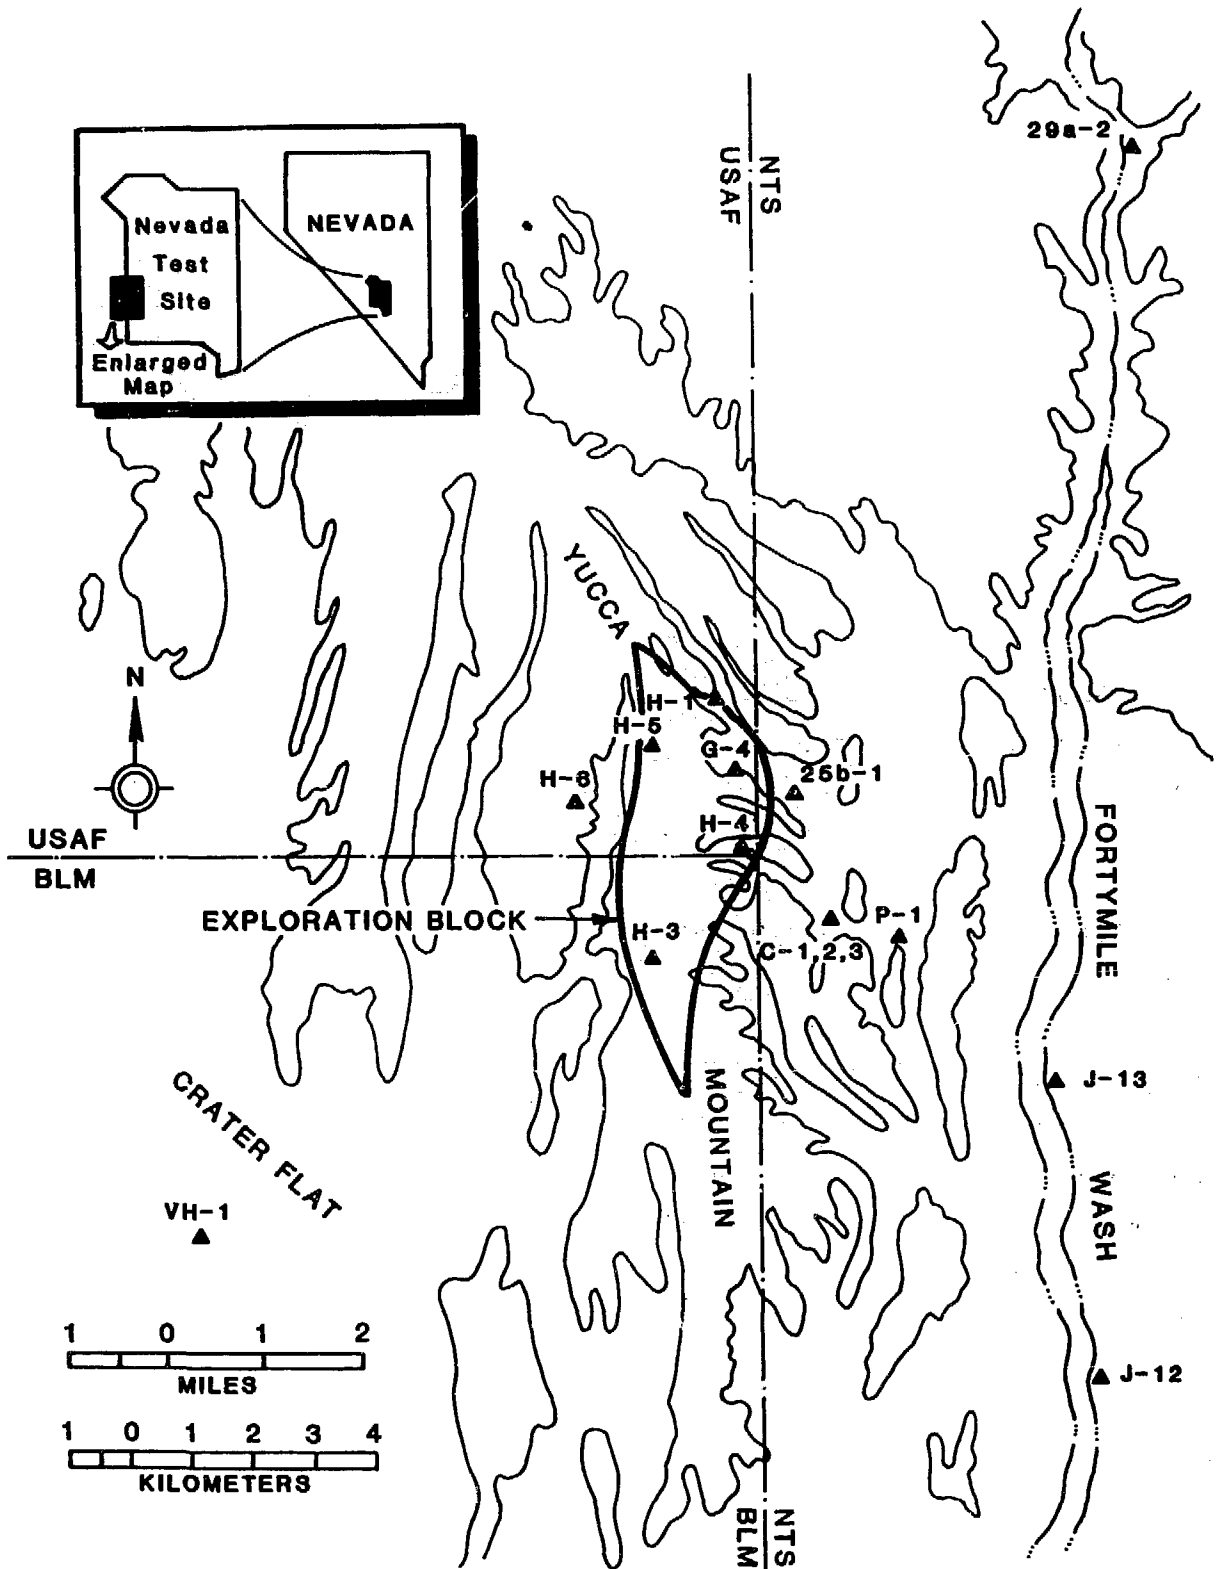 29a-2
NTS
USAF
Nevada
Test
Site
Enlarged
Map
NEVADA
YUCCA
N
H-1
H-5
G-4
25b-1
H-6
H-4
USAF
BLM
EXPLORATION BLOCK
H-3
P-1
C-1,2,3
FORTYMILE
WASH
MOUNTAIN
J-13
CRATER FLAT
VH-1
1 0 1 2
MILES
J-12
1 0 1 2 3 4
KILOMETERS
NTS
BLM